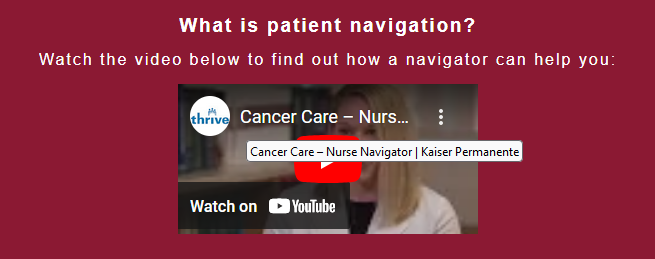 What is patient navigation?
Watch the video below to find out how a navigator can help you:
thrive
Cancer Care – Nurs...
Cancer Care – Nurse Navigator | Kaiser Permanente
Watch on YouTube